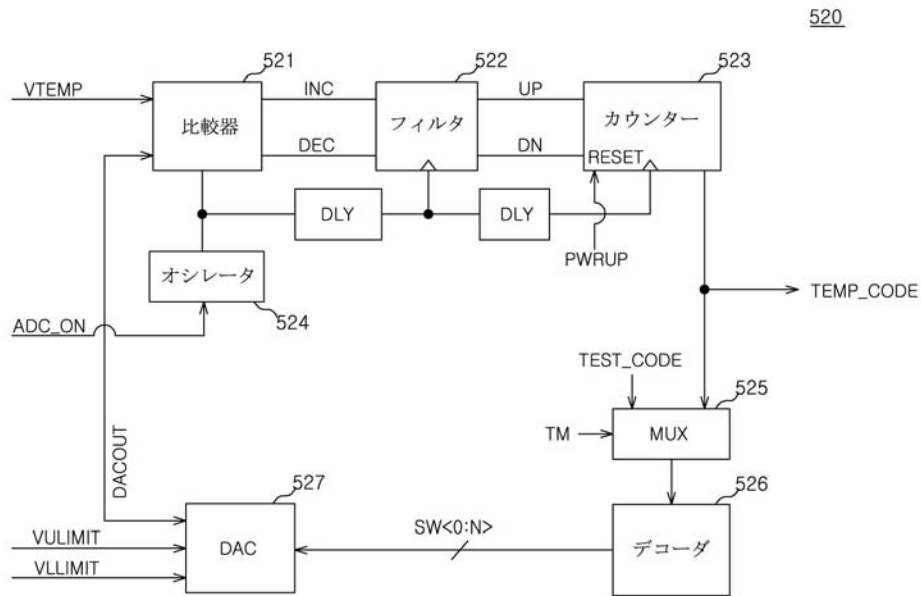 520
521
522
523
VTEMP
INC
UP
比較器
フィルタ
カウンター
DEC
DN
RESET
DLY
DLY
PWRUP
オシレータ
524
TEMP_CODE
ADC_ON
TEST_CODE
525
TM
MUX
DACOUT
527
526
SW<0:N>
VULIMIT
DAC
デコーダ
VLLIMIT